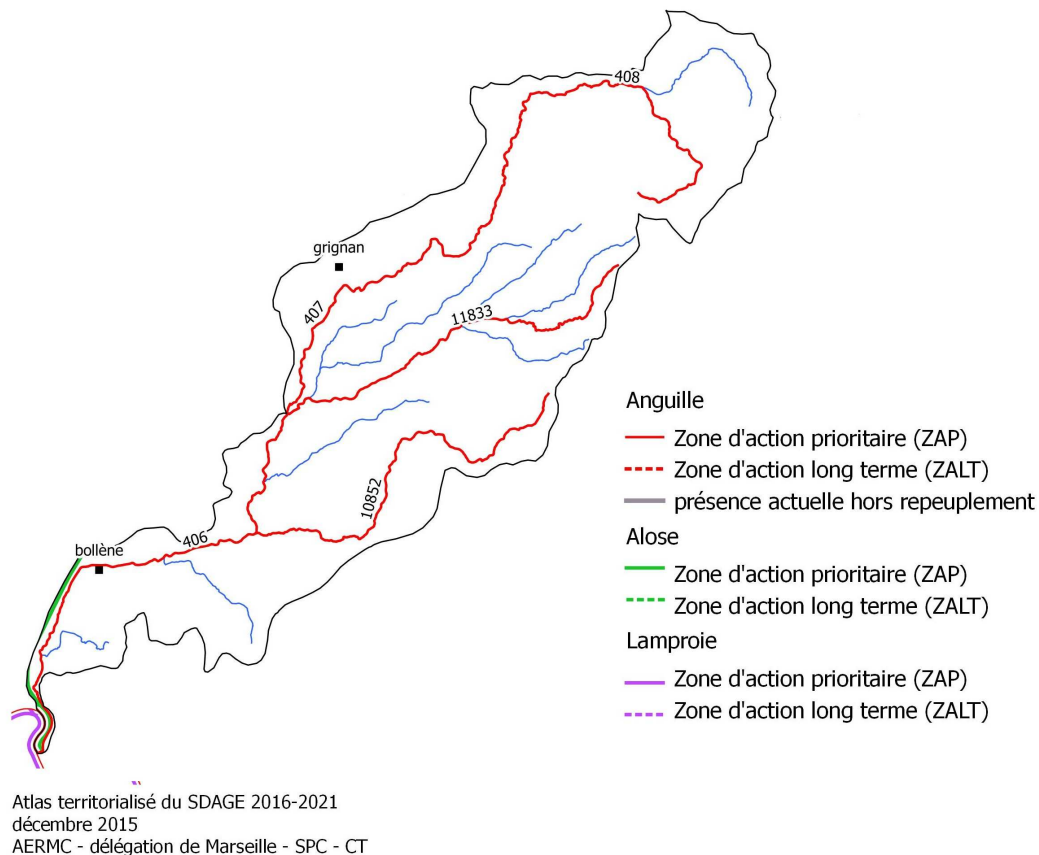 408
grignan
407
11833
10852
406
bollène
Anguille
Zone d'action prioritaire (ZAP)
Zone d'action long terme (ZALT)
présence actuelle hors repeuplement
Alose
Zone d'action prioritaire (ZAP)
Zone d'action long terme (ZALT)
Lamproie
Zone d'action prioritaire (ZAP)
Zone d'action long terme (ZALT)
Atlas territorialisé du SDAGE 2016-2021
décembre 2015
AERMC - délégation de Marseille - SPC - CT